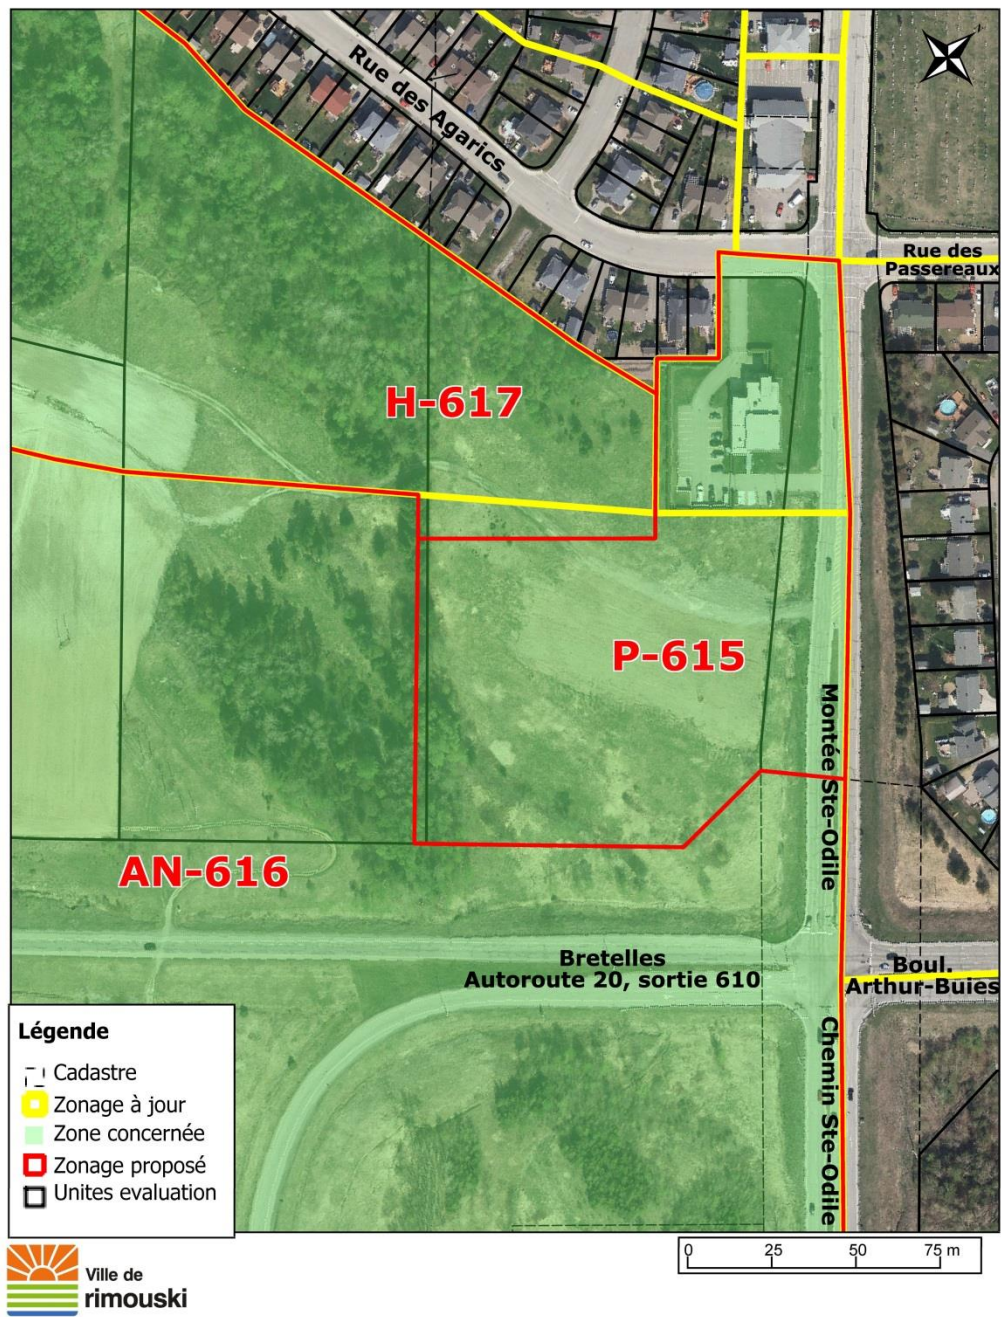 Rue des Agarics
Rue des
Passereaux
H-617
P-615
Montée Ste-Odile
AN-616
Bretelles
Autoroute 20, sortie 610
Boul.
Arthur-Buies
Chemin Ste-Odile
Légende
Cadastre
Zonage à jour
Zone concernée
Zonage proposé
Unites evaluation
0 25 50 75 m
Ville de
rimouski